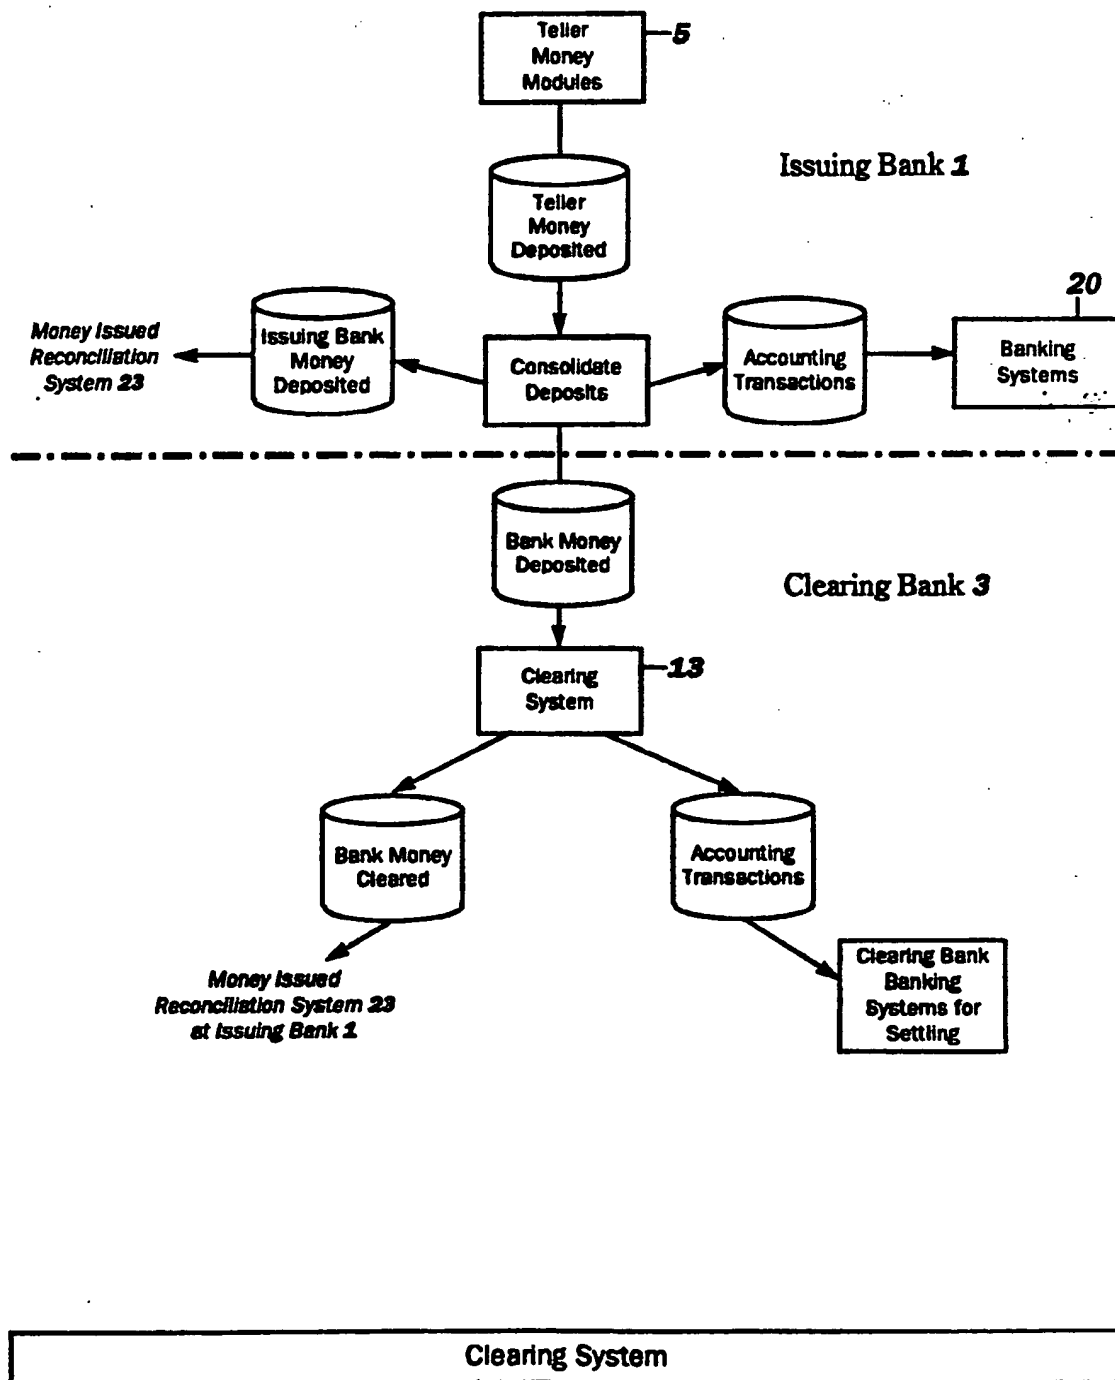 Teller
Money
Modules
5
Issuing Bank 1
Teller
Money
Deposited
20
Money Issued
Reconciliation
System 23
Issuing Bank
Money
Deposited
Consolidate
Deposits
Accounting
Transactions
Banking
Systems
Bank Money
Deposited
Clearing Bank 3
Clearing
System
13
Bank Money
Cleared
Accounting
Transactions
Money Issued
Reconciliation System 23
at Issuing Bank 1
Clearing Bank
Banking
Systems for
Settling
Clearing System